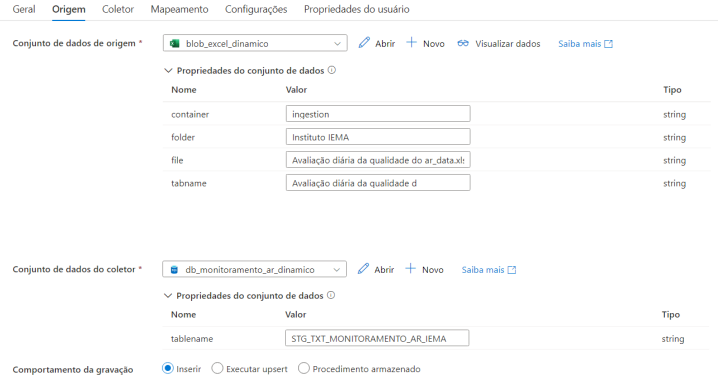 Geral Origem Coletor Mapeamento Configurações Propriedades do usuário
Conjunto de dados de origem * blob_excel_dinamico Abrir Novo Visualizar dados Saiba mais
Propriedades do conjunto de dados
Nome Valor Tipo
container ingestion string
folder Instituto IEMA string
file Avaliação diária da qualidade do ar_data.xls string
tabname Avaliação diária da qualidade d string
Conjunto de dados do coletor * db_monitoramento_ar_dinamico Abrir Novo Saiba mais
Propriedades do conjunto de dados
Nome Valor Tipo
tablename STG_TXT_MONITORAMENTO_AR_IEMA string
Comportamento da gravação Inserir Executar upsert Procedimento armazenado